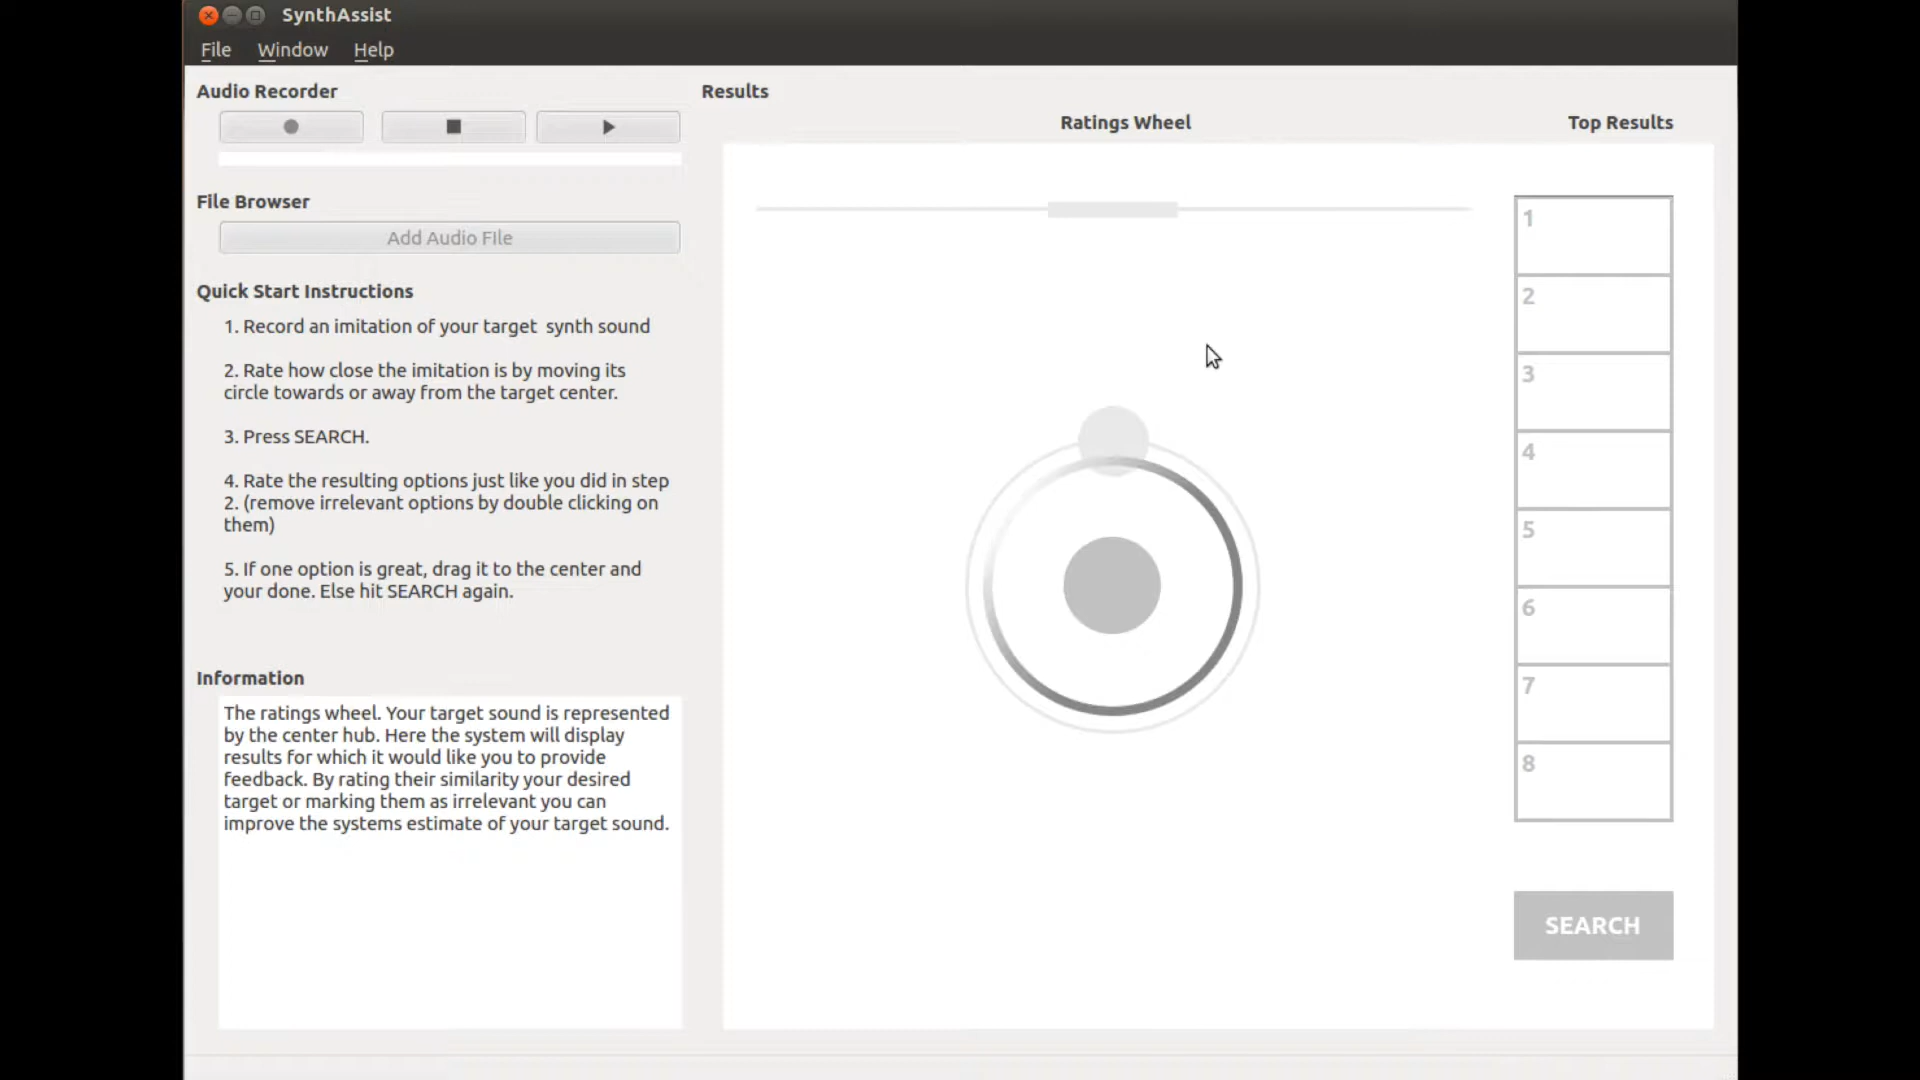 SynthAssist
File Window Help
Audio Recorder
File Browser
Add Audio FIle
Quick Start Instructions
1. Record an imitation of your target  synth sound
2. Rate how close the imitation is by moving its
circle towards or away from the target center.
3. Press SEARCH.
4. Rate the resulting options just like you did in step
2. (remove irrelevant options by double clicking on
them)
5. If one option is great, drag it to the center and
your done. Else hit SEARCH again.
Information
The ratings wheel. Your target sound is represented
by the center hub. Here the system will display
results for which it would like you to provide
feedback. By rating their similarity your desired
target or marking them as irrelevant you can
improve the systems estimate of your target sound.
Results
Ratings Wheel
Top Results
1
2
3
4
5
6
7
8
SEARCH